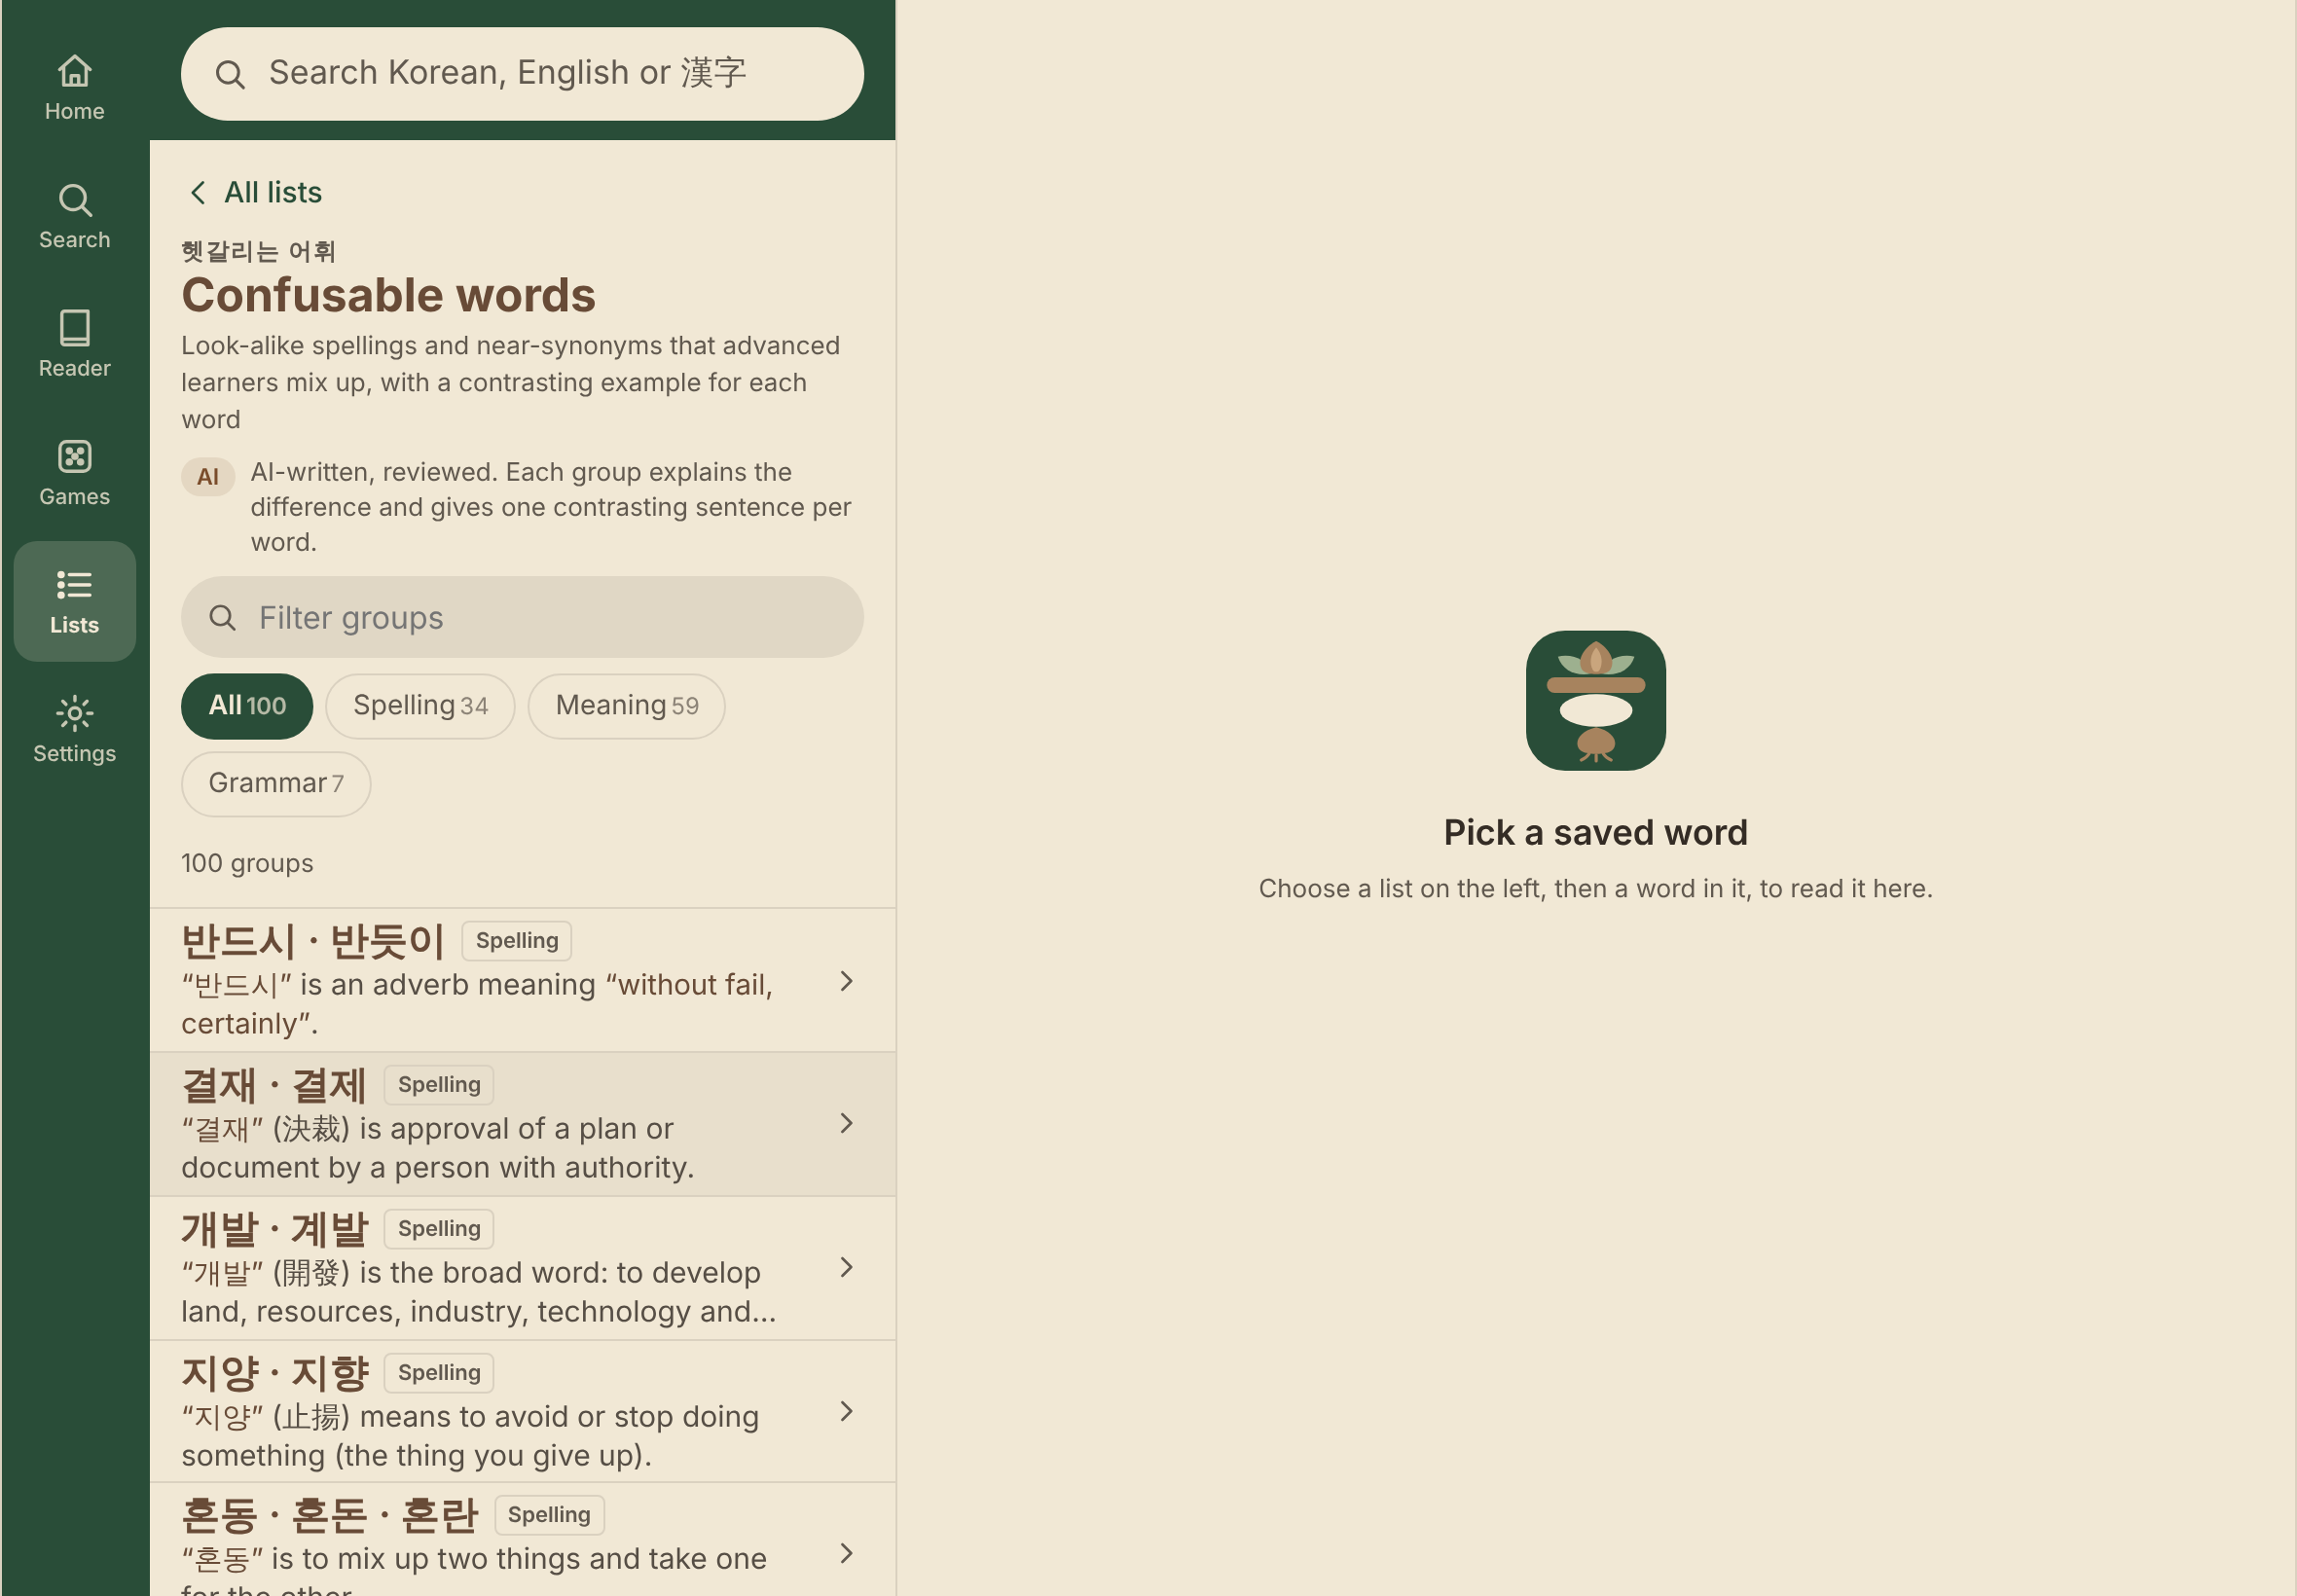 Home
Search
Reader
Games
Lists
Settings
Search Korean, English or 漢字
All lists
헷갈리는 어휘
Confusable words
Look-alike spellings and near-synonyms that advanced
learners mix up, with a contrasting example for each
word
AI
AI-written, reviewed. Each group explains the
difference and gives one contrasting sentence per
word.
Filter groups
All 100
Spelling 34
Meaning 59
Grammar 7
100 groups
반드시 · 반듯이 Spelling
“반드시” is an adverb meaning “without fail,
certainly”.
결재 · 결제 Spelling
“결재” (決裁) is approval of a plan or
document by a person with authority.
개발 · 계발 Spelling
“개발” (開發) is the broad word: to develop
land, resources, industry, technology and...
지양 · 지향 Spelling
“지양” (止揚) means to avoid or stop doing
something (the thing you give up).
혼동 · 혼돈 · 혼란 Spelling
“혼동” is to mix up two things and take one
for the other
Pick a saved word
Choose a list on the left, then a word in it, to read it here.